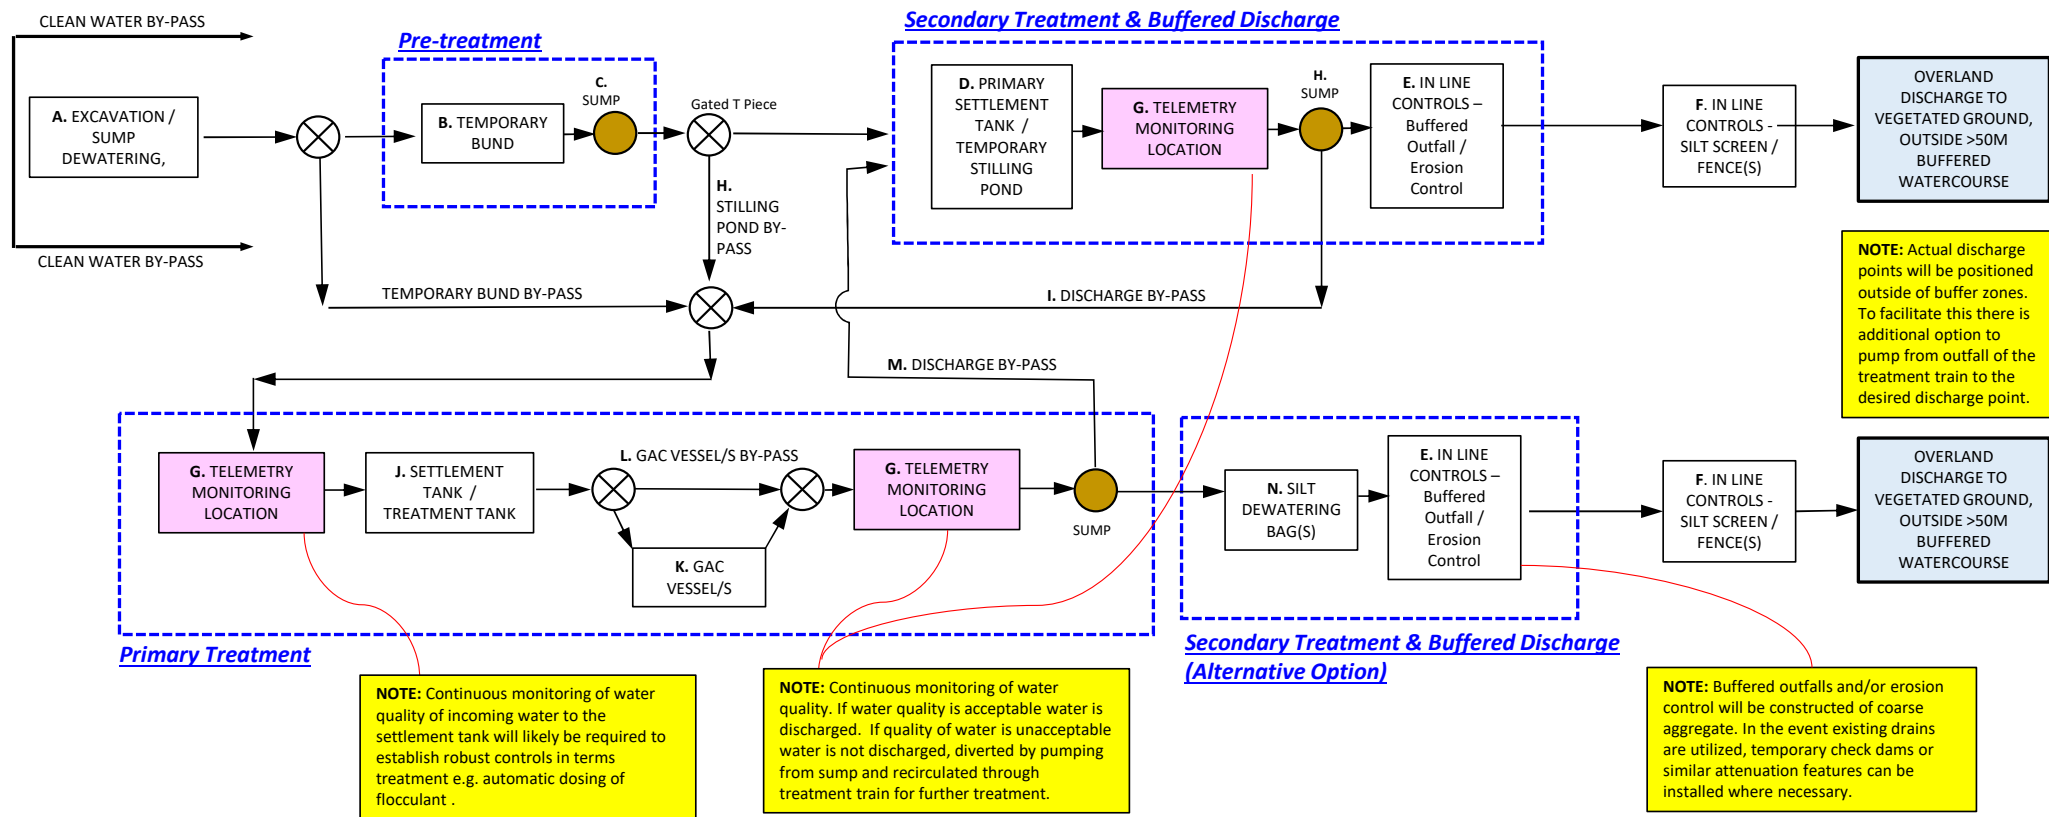 CLEAN WATER BY-PASS
Pre-treatment
Secondary Treatment & Buffered Discharge
A. EXCAVATION /
SUMP
DEWATERING,
B. TEMPORARY
BUND
C.
SUMP
Gated T Piece
D. PRIMARY
SETTLEMENT
TANK /
TEMPORARY
STILLING
POND
G. TELEMETRY
MONITORING
LOCATION
H.
SUMP
E. IN LINE
CONTROLS –
Buffered
Outfall /
Erosion
Control
F. IN LINE
CONTROLS -
SILT SCREEN /
FENCE(S)
OVERLAND
DISCHARGE TO
VEGETATED GROUND,
OUTSIDE >50M
BUFFERED
WATERCOURSE
H.
STILLING
POND BY-
PASS
CLEAN WATER BY-PASS
TEMPORARY BUND BY-PASS
I. DISCHARGE BY-PASS
NOTE: Actual discharge
points will be positioned
outside of buffer zones.
To facilitate this there is
additional option to
pump from outfall of the
treatment train to the
desired discharge point.
M. DISCHARGE BY-PASS
G. TELEMETRY
MONITORING
LOCATION
J. SETTLEMENT
TANK /
TREATMENT TANK
L. GAC VESSEL/S BY-PASS
K. GAC
VESSEL/S
G. TELEMETRY
MONITORING
LOCATION
SUMP
N. SILT
DEWATERING
BAG(S)
E. IN LINE
CONTROLS –
Buffered
Outfall /
Erosion
Control
F. IN LINE
CONTROLS -
SILT SCREEN /
FENCE(S)
OVERLAND
DISCHARGE TO
VEGETATED GROUND,
OUTSIDE >50M
BUFFERED
WATERCOURSE
Primary Treatment
Secondary Treatment & Buffered Discharge
(Alternative Option)
NOTE: Continuous monitoring of water
quality of incoming water to the
settlement tank will likely be required to
establish robust controls in terms
treatment e.g. automatic dosing of
flocculant .
NOTE: Continuous monitoring of water
quality. If water quality is acceptable water is
discharged. If quality of water is unacceptable
water is not discharged, diverted by pumping
from sump and recirculated through
treatment train for further treatment.
NOTE: Buffered outfalls and/or erosion
control will be constructed of coarse
aggregate. In the event existing drains
are utilized, temporary check dams or
similar attenuation features can be
installed where necessary.